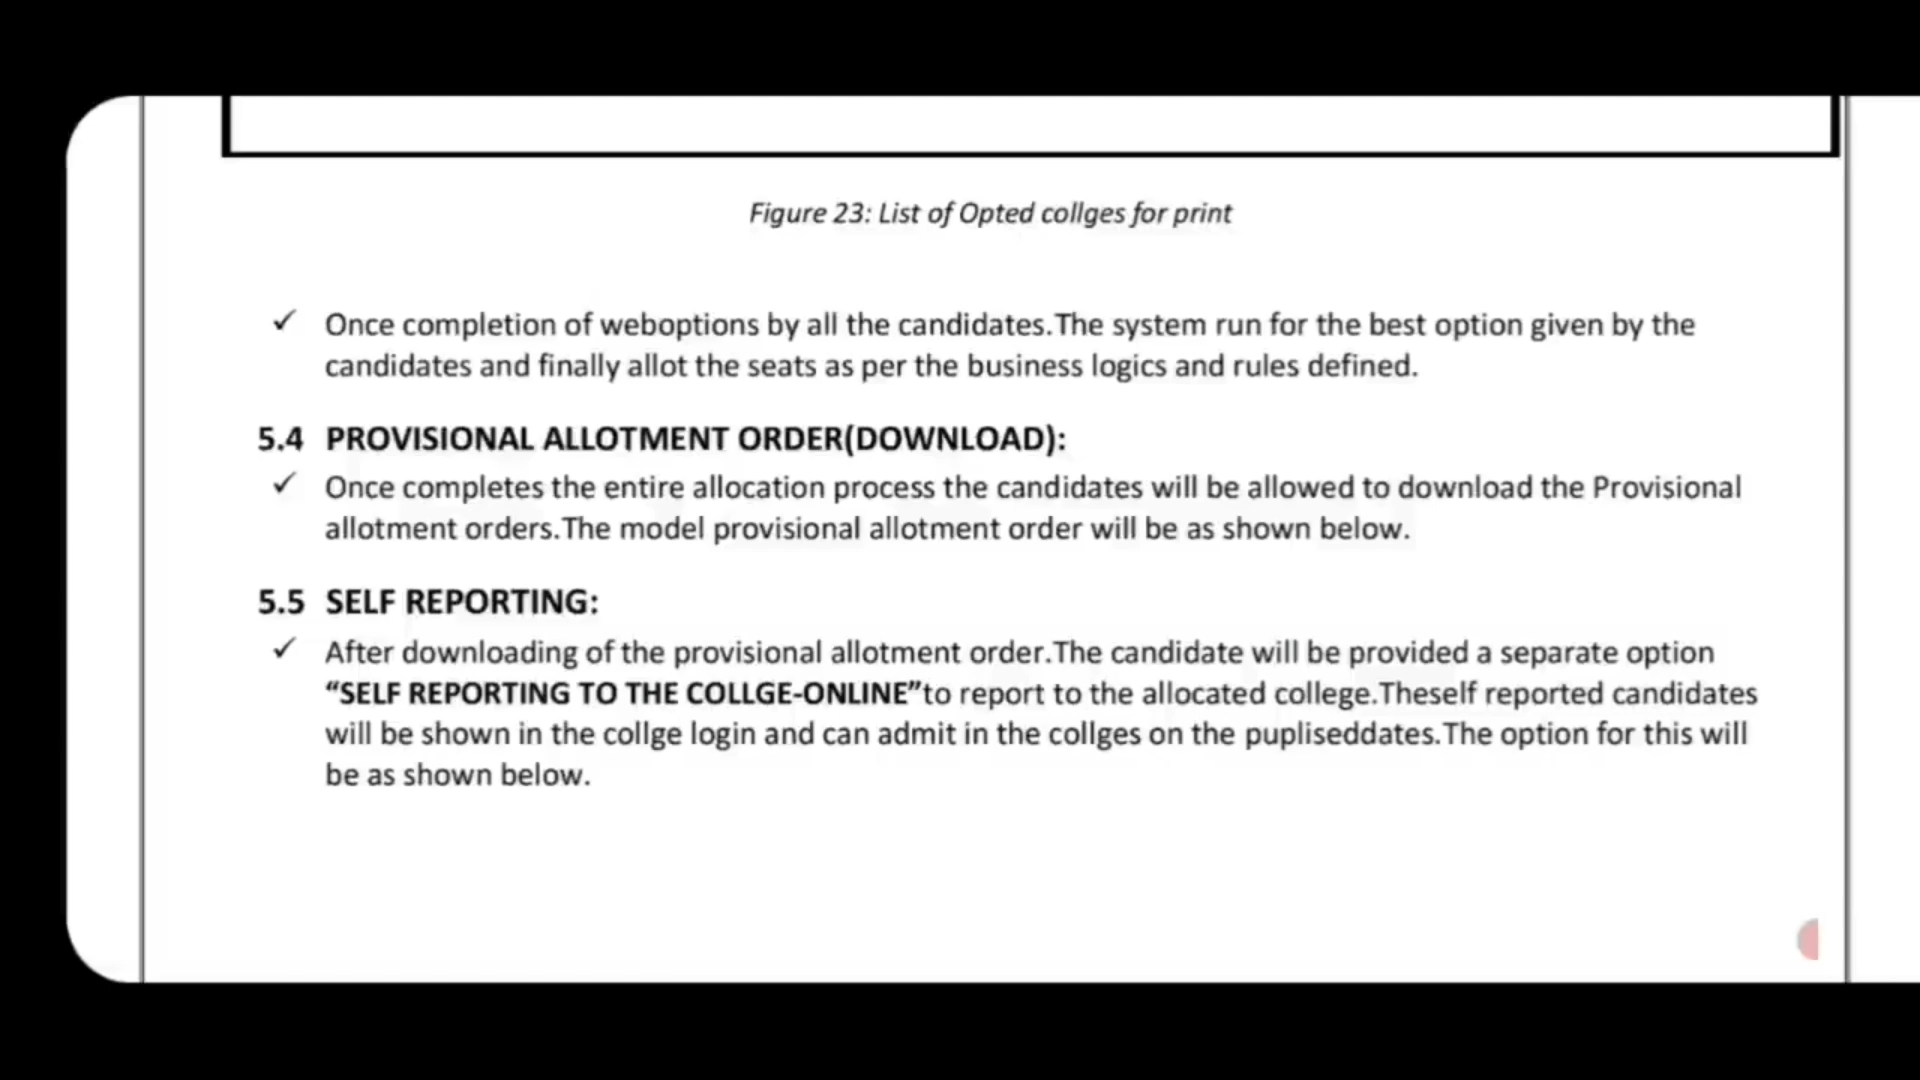 Figure 23: List of Opted collges for print
✓ Once completion of weboptions by all the candidates.The system run for the best option given by the
candidates and finally allot the seats as per the business logics and rules defined.
5.4 PROVISIONAL ALLOTMENT ORDER(DOWNLOAD):
✓ Once completes the entire allocation process the candidates will be allowed to download the Provisional
allotment orders.The model provisional allotment order will be as shown below.
5.5 SELF REPORTING:
✓ After downloading of the provisional allotment order.The candidate will be provided a separate option
“SELF REPORTING TO THE COLLGE-ONLINE”to report to the allocated college.Theself reported candidates
will be shown in the collge login and can admit in the collges on the pupliseddates.The option for this will
be as shown below.